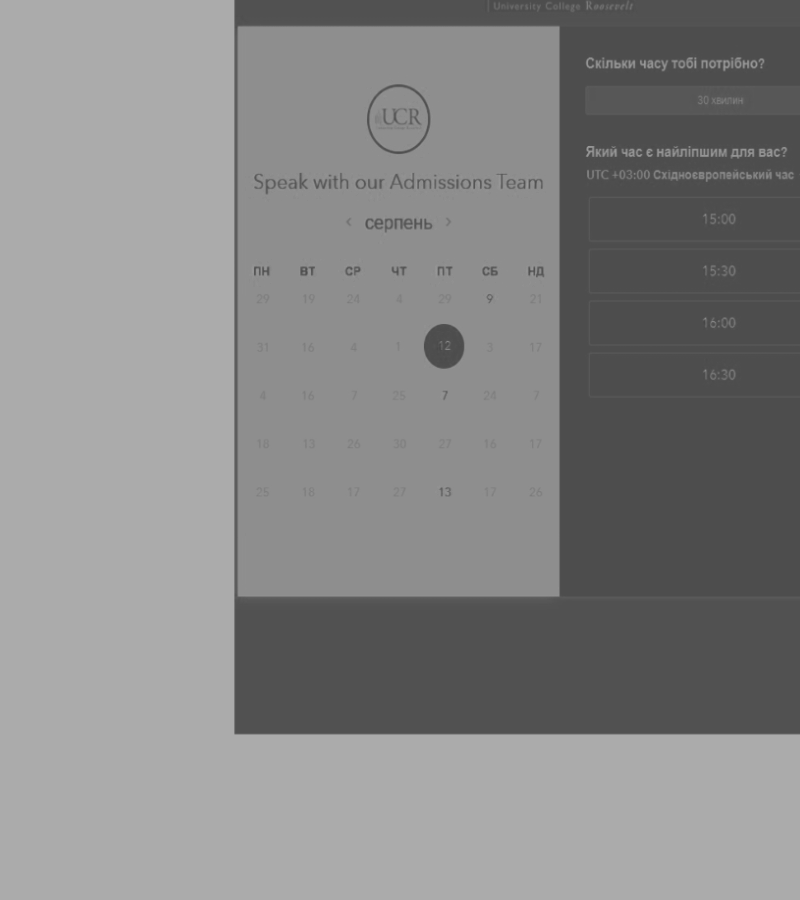 University College Roosevelt
UCR
Speak with our Admissions Team
‹ серпень ›
ПН ВТ СР ЧТ ПТ СБ НД
29 19 24 4 29 9 21
31 16 4 1 12 3 17
4 16 7 25 7 24 7
18 13 26 30 27 16 17
25 18 17 27 13 17 26
Скільки часу тобі потрібно?
30 хвилин
Який час є найліпшим для вас?
UTC +03:00 Східноєвропейський час
15:00
15:30
16:00
16:30